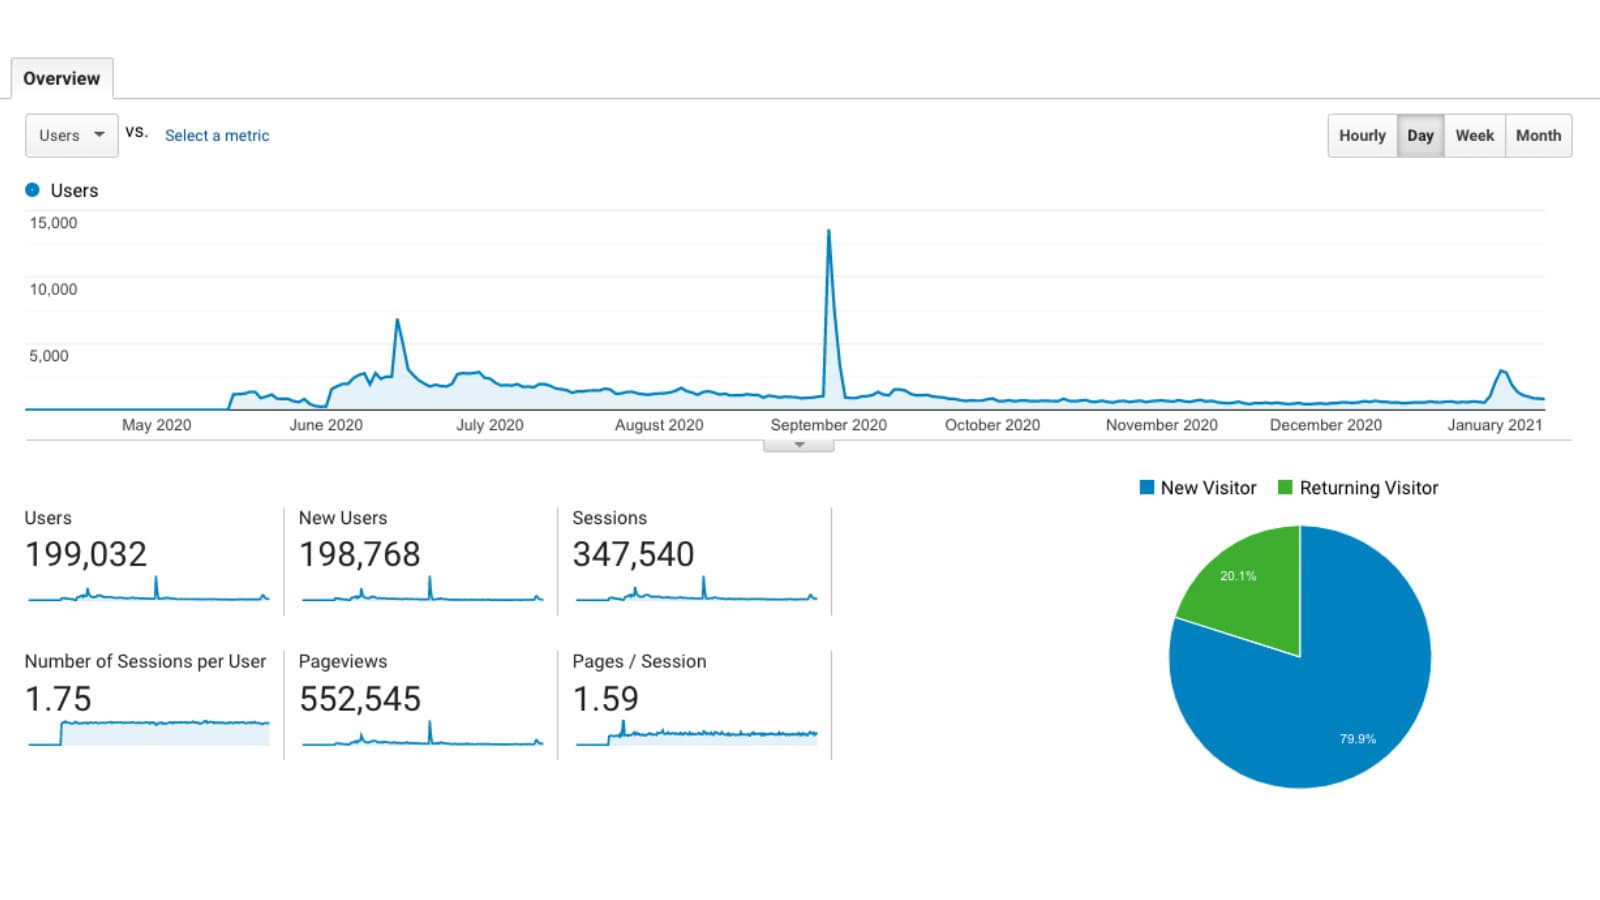 Overview
Users vs. Select a metric Hourly Day Week Month
Users
15,000
10,000
5,000
May 2020 June 2020 July 2020 August 2020 September 2020 October 2020 November 2020 December 2020 January 2021
New Visitor Returning Visitor
Users New Users Sessions
199,032 198,768 347,540
20.1%
Number of Sessions per User Pageviews Pages / Session
1.75 552,545 1.59
79.9%